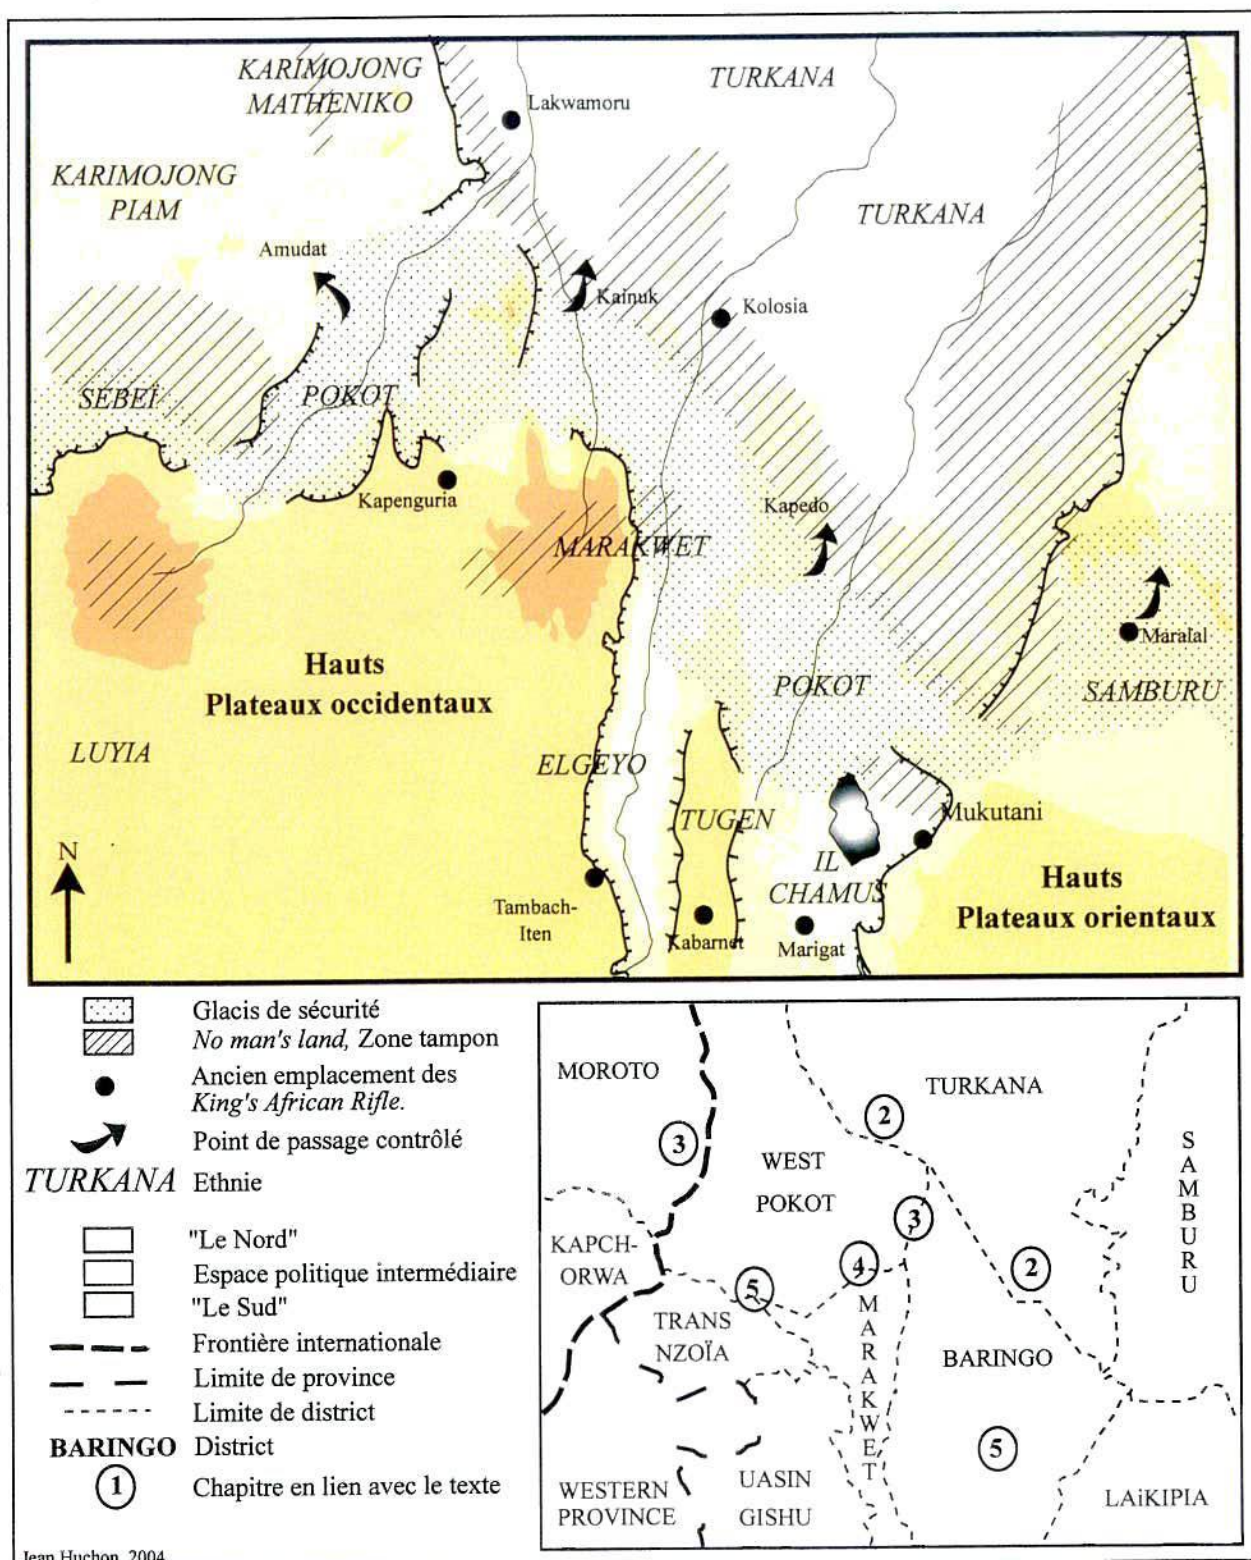 KARIMOJONG
MATHENIKO
TURKANA
Lakwamoru
KARIMOJONG
PIAM
TURKANA
Amudat
Kainuk
Kolosia
SEBEÏ
POKOT
Kapenguria
Kapedo
MARAKWET
Maralal
Hauts
Plateaux occidentaux
POKOT
SAMBURU
LUYIA
ELGEYO
TUGEN
Mukutani
N
IL
CHAMUS
Hauts
Plateaux orientaux
Tambach-
Iten
Kabarnet
Marigat
Glacis de sécurité
No man's land, Zone tampon
Ancien emplacement des
King's African Rifle.
Point de passage contrôlé
TURKANA Ethnie
"Le Nord"
Espace politique intermédiaire
"Le Sud"
Frontière internationale
Limite de province
Limite de district
BARINGO District
1 Chapitre en lien avec le texte
Jean Huchon, 2004
MOROTO
TURKANA
2
3
WEST
POKOT
SAMBURU
3
KAPCH-
ORWA
4
2
5
TRANS
NZOÏA
MARAKWET
BARINGO
5
WESTERN
PROVINCE
UASIN
GISHU
LAiKIPIA